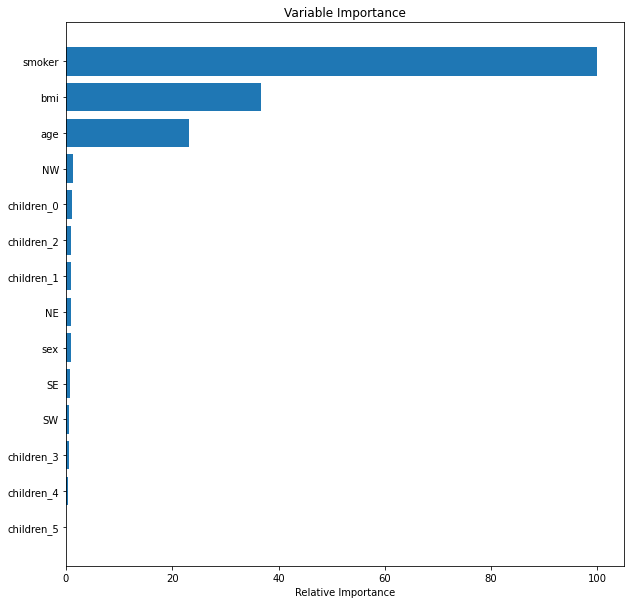 Variable Importance
smoker
bmi
age
NW
children_0
children_2
children_1
NE
sex
SE
SW
children_3
children_4
children_5
0 20 40 60 80 100
Relative Importance